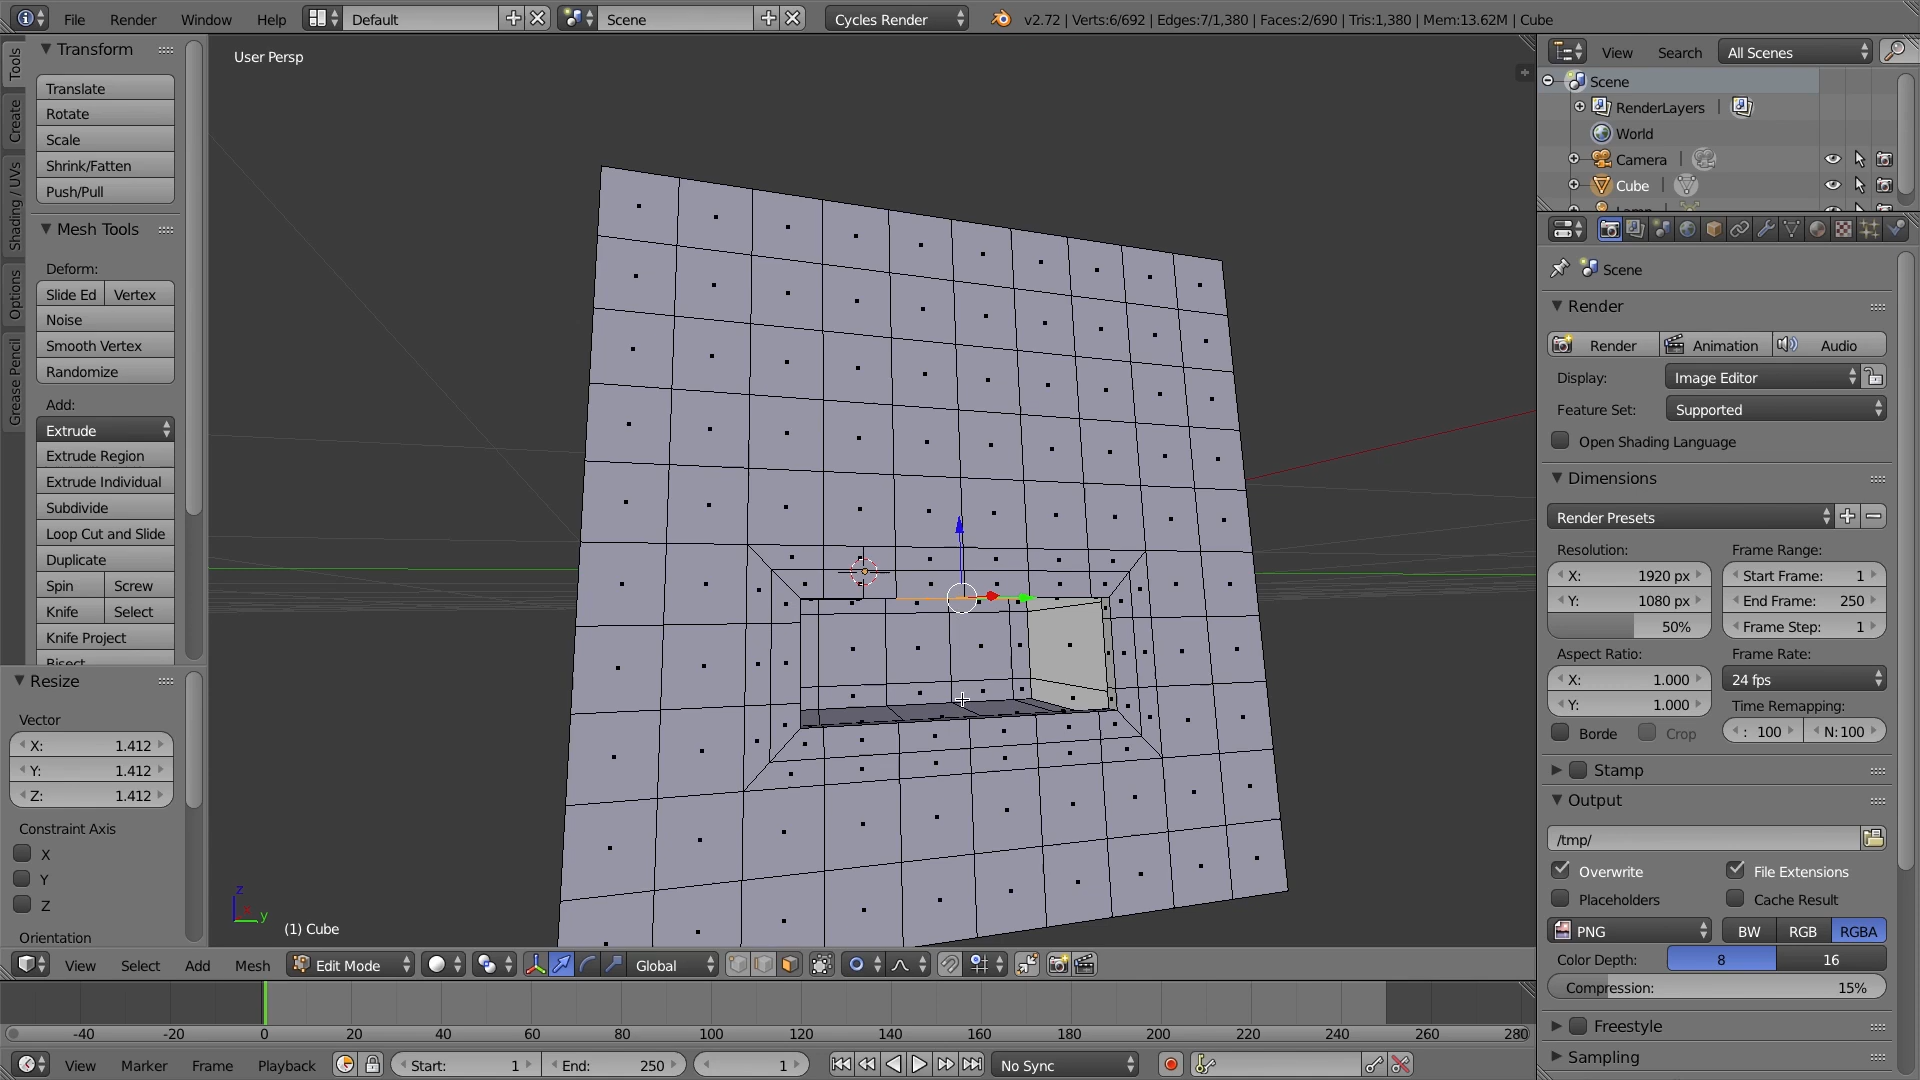 File Render Window Help Default Scene Cycles Render v2.72 | Verts:6/692 | Edges:7/1,380 | Faces:2/690 | Tris:1,380 | Mem:13.62M | Cube
Tools
Create
Shading / UVs
Options
Grease Pencil
Transform
Translate
Rotate
Scale
Shrink/Fatten
Push/Pull
Mesh Tools
Deform:
Slide Ed Vertex
Noise
Smooth Vertex
Randomize
Add:
Extrude
Extrude Region
Extrude Individual
Subdivide
Loop Cut and Slide
Duplicate
Spin Screw
Knife Select
Knife Project
Bisect
Resize
Vector
X: 1.412
Y: 1.412
Z: 1.412
Constraint Axis
X
Y
Z
Orientation
User Persp
z
y
(1) Cube
View Select Add Mesh Edit Mode Global
-40 -20 0 20 40 60 80 100 120 140 160 180 200 220 240 260 280
View Marker Frame Playback Start: 1 End: 250 1 No Sync
View Search All Scenes
Scene
RenderLayers
World
Camera
Cube
Lamp
Scene
Render
Render Animation Audio
Display: Image Editor
Feature Set: Supported
Open Shading Language
Dimensions
Render Presets
Resolution: Frame Range:
X: 1920 px Start Frame: 1
Y: 1080 px End Frame: 250
50% Frame Step: 1
Aspect Ratio: Frame Rate:
X: 1.000 24 fps
Y: 1.000 Time Remapping:
Borde Crop : 100 N:100
Stamp
Output
/tmp/
Overwrite File Extensions
Placeholders Cache Result
PNG BW RGB RGBA
Color Depth: 8 16
Compression: 15%
Freestyle
Sampling